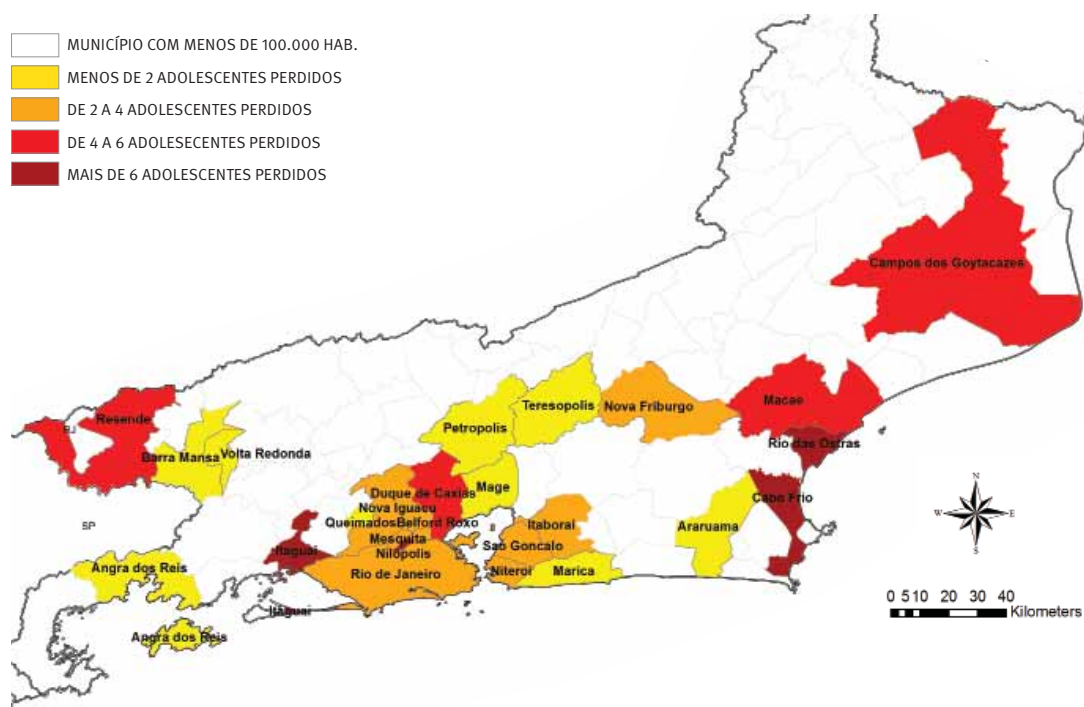 MUNICÍPIO COM MENOS DE 100.000 HAB.
MENOS DE 2 ADOLESCENTES PERDIDOS
DE 2 A 4 ADOLESCENTES PERDIDOS
DE 4 A 6 ADOLESECENTES PERDIDOS
MAIS DE 6 ADOLESCENTES PERDIDOS
Campos dos Goytacazes
Resende
RJ
Teresopolis
Nova Friburgo
Macae
Petropolis
Rio das Ostras
Barra Mansa
Volta Redonda
Duque de Caxias
Mage
Cabo Frio
Nova Iguacu
Queimados
Belford Roxo
Itaborai
Araruama
SP
Mesquita
Sao Goncalo
Itaguai
Nilópolis
Angra dos Reis
Rio de Janeiro
Niteroi
Marica
Itaguai
Angra dos Reis
N
W
E
S
0 5 10 20 30 40
Kilometers